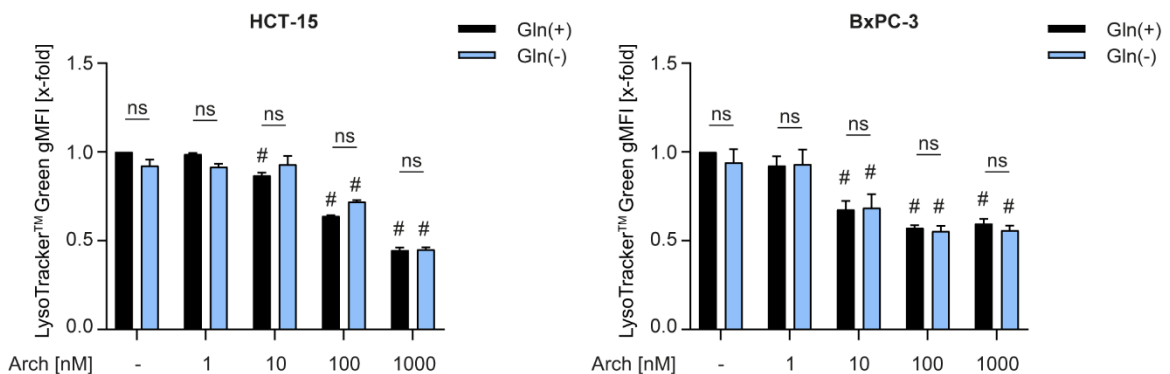 HCT-15
Gln(+)
Gln(-)
LysoTracker™ Green gMFI [x-fold]
1.5
1.0
0.5
0.0
ns
ns
ns
ns
ns
#
# #
# #
Arch [nM] - 1 10 100 1000
BxPC-3
Gln(+)
Gln(-)
LysoTracker™ Green gMFI [x-fold]
1.5
1.0
0.5
0.0
ns
ns
ns
ns
ns
# #
# #
# #
Arch [nM] - 1 10 100 1000